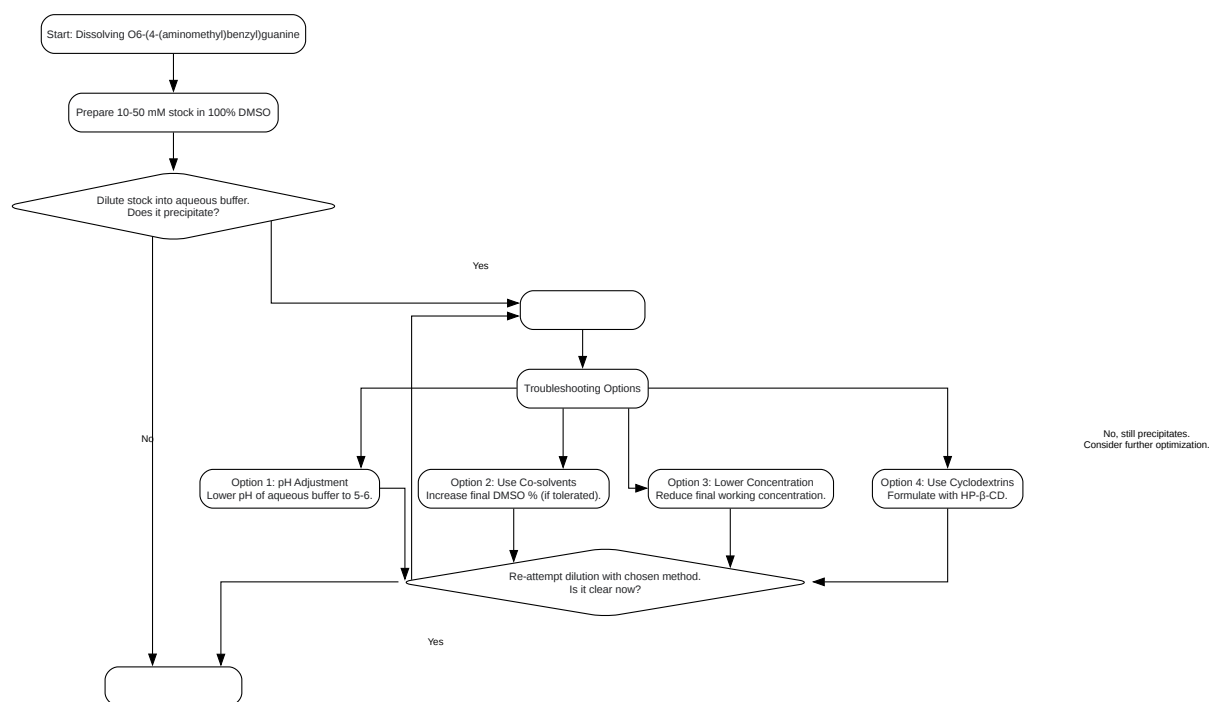 Start: Dissolving O6-(4-(aminomethyl)benzyl)guanine
Prepare 10-50 mM stock in 100% DMSO
Dilute stock into aqueous buffer.
Does it precipitate?
Yes
Troubleshooting Options
No
No, still precipitates.
Consider further optimization.
Option 1: pH Adjustment
Lower pH of aqueous buffer to 5-6.
Option 2: Use Co-solvents
Increase final DMSO % (if tolerated).
Option 3: Lower Concentration
Reduce final working concentration.
Option 4: Use Cyclodextrins
Formulate with HP-β-CD.
Re-attempt dilution with chosen method.
Is it clear now?
Yes